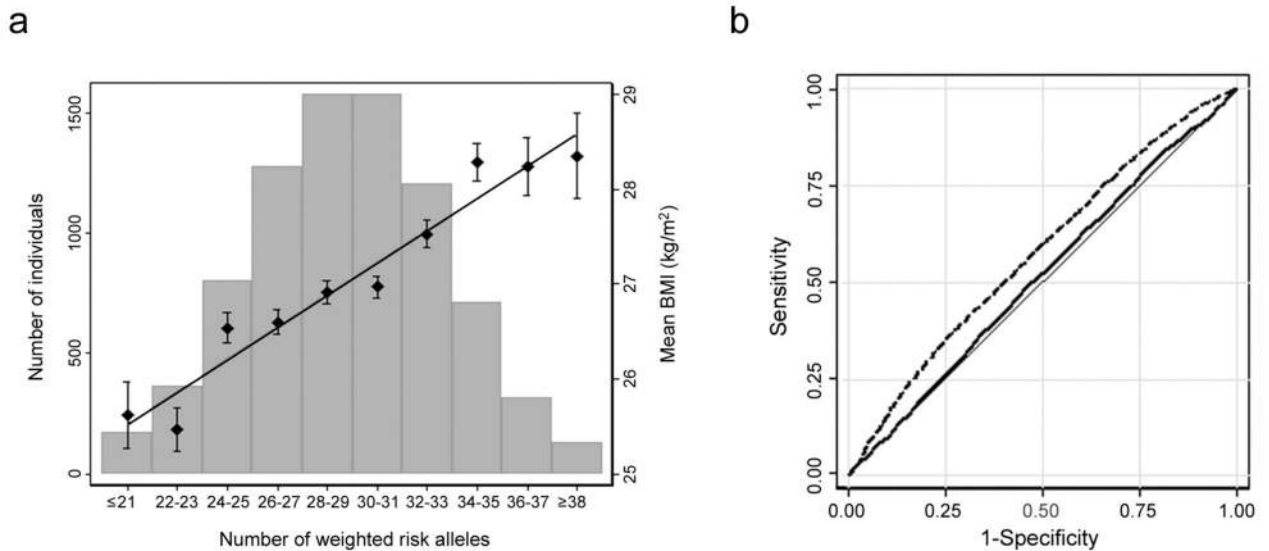 a
b
1500
1000
500
0
Number of individuals
29
28
27
26
25
Mean BMI (kg/m²)
≤21 22-23 24-25 26-27 28-29 30-31 32-33 34-35 36-37 ≥38
Number of weighted risk alleles
1.00
0.75
0.50
0.25
0.00
Sensitivity
0.00 0.25 0.50 0.75 1.00
1-Specificity